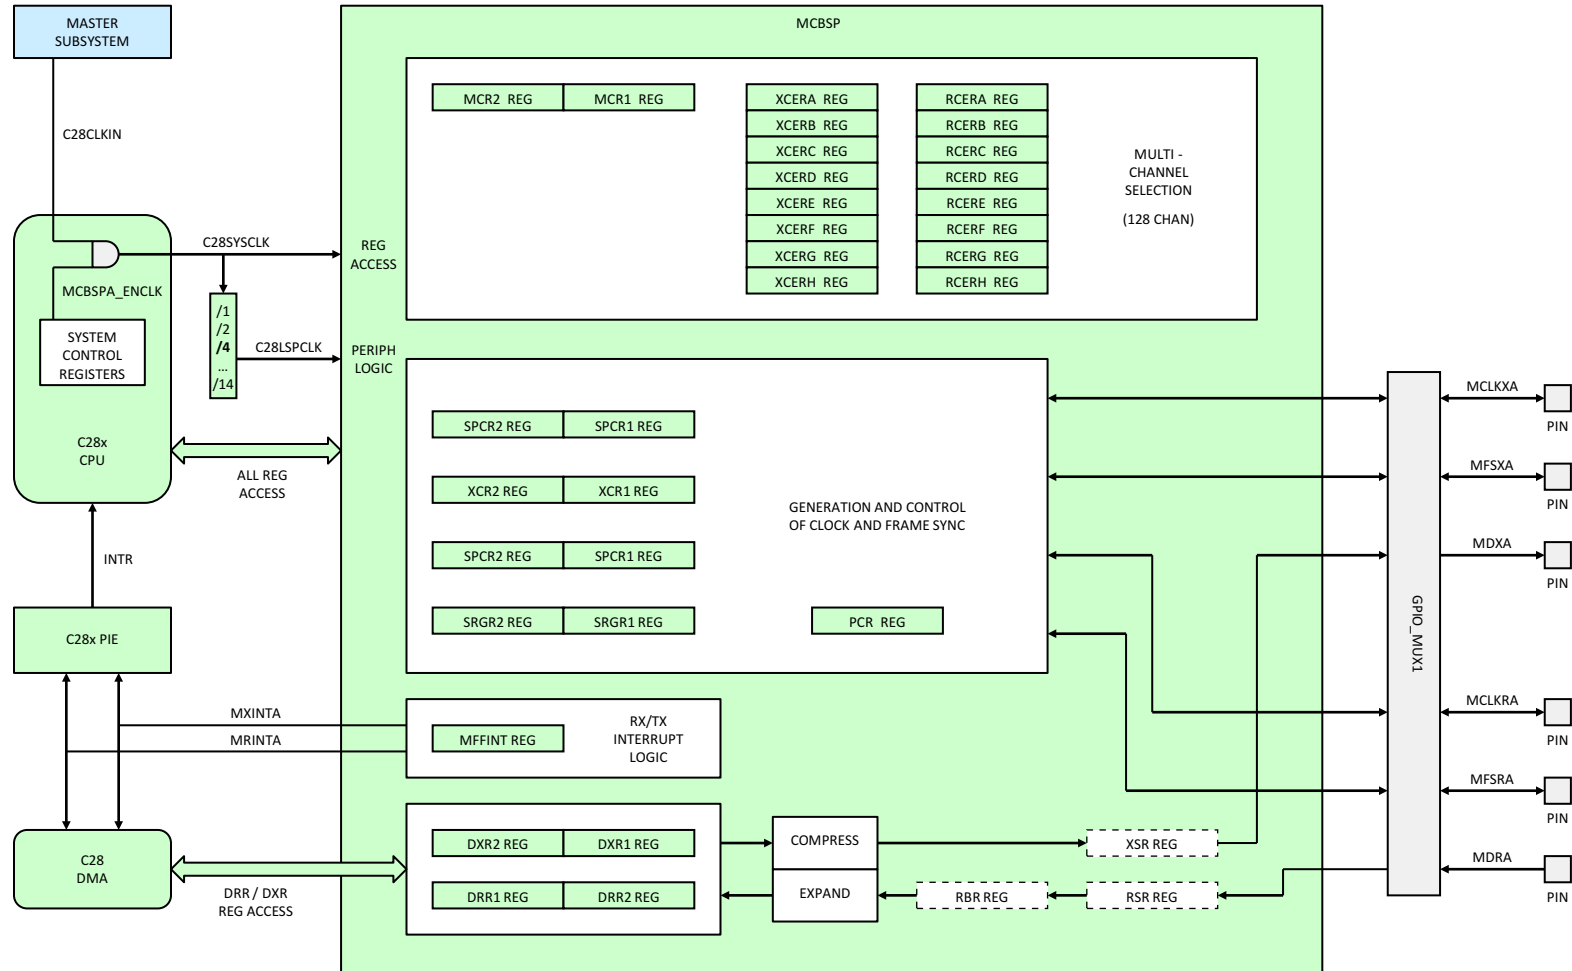 MASTER
SUBSYSTEM
C28CLKIN
MCBSPA_ENCLK
SYSTEM
CONTROL
REGISTERS
C28x
CPU
C28SYSCLK
/1
/2
/4
...
/14
C28LSPCLK
ALL REG
ACCESS
INTR
C28x PIE
MXINTA
MRINTA
C28
DMA
DRR / DXR
REG ACCESS
MCBSP
REG
ACCESS
PERIPH
LOGIC
MCR2 REG MCR1 REG
XCERA REG
XCERB REG
XCERC REG
XCERD REG
XCERE REG
XCERF REG
XCERG REG
XCERH REG
RCERA REG
RCERB REG
RCERC REG
RCERD REG
RCERE REG
RCERF REG
RCERG REG
RCERH REG
MULTI -
CHANNEL
SELECTION
(128 CHAN)
SPCR2 REG SPCR1 REG
XCR2 REG XCR1 REG
SPCR2 REG SPCR1 REG
SRGR2 REG SRGR1 REG
GENERATION AND CONTROL
OF CLOCK AND FRAME SYNC
PCR REG
MFFINT REG
RX/TX
INTERRUPT
LOGIC
DXR2 REG DXR1 REG
DRR1 REG DRR2 REG
COMPRESS
EXPAND
XSR REG
RBR REG
RSR REG
GPIO_MUX1
MCLKXA
PIN
MFSXA
PIN
MDXA
PIN
MCLKRA
PIN
MFSRA
PIN
MDRA
PIN